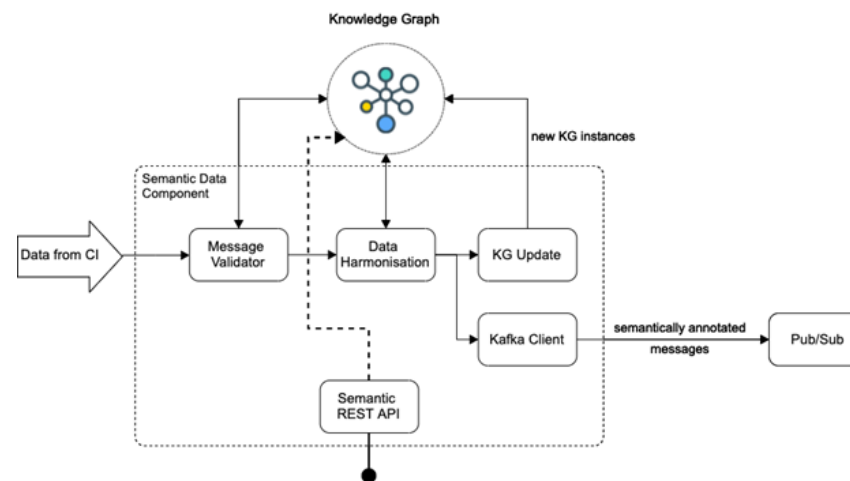 Knowledge Graph
new KG instances
Semantic Data
Component
Data from CI
Message
Validator
Data
Harmonisation
KG Update
Kafka Client
semantically annotated
messages
Pub/Sub
Semantic
REST API